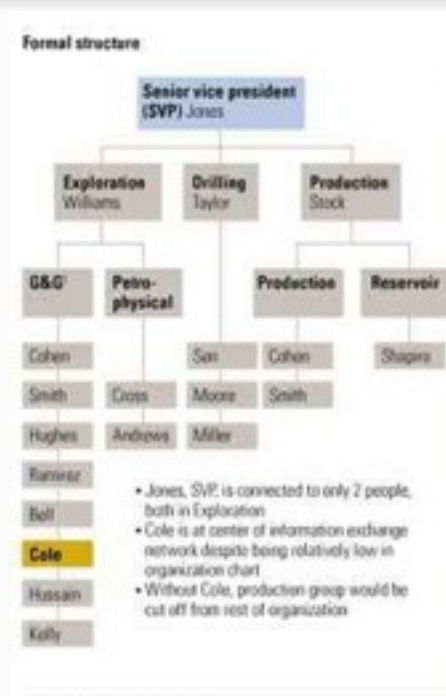 Formal structure
Senior vice president
(SVP) Jones
Exploration
Williams
Drilling
Taylor
Production
Stock
G&G¹
Petro-
physical
Production
Reservoir
Cohen
Smith
Hughes
Ramirez
Bell
Cole
Hussain
Kelly
Cross
Andrews
Sen
Moore
Miller
Cohan
Smith
Shapiro
• Jones, SVP, is connected to only 2 people,
both in Exploration
• Cole is at center of information exchange
network despite being relatively low in
organization chart
• Without Cole, production group would be
cut off from rest of organization